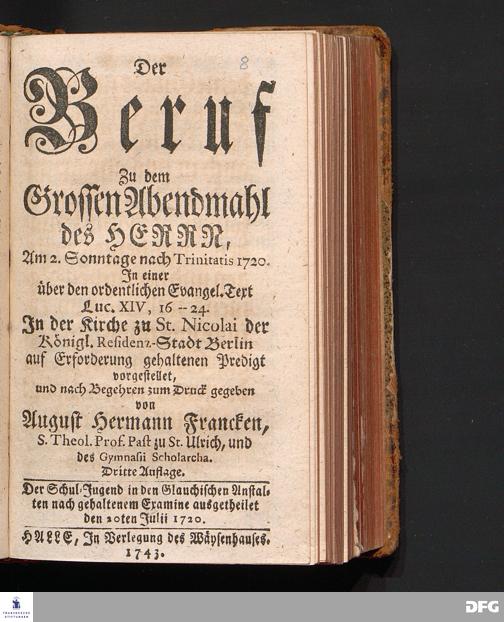 Der
8
Beruf
Zu dem
Grossen Abendmahl
des HERRN,
Am 2. Sonntage nach Trinitatis 1720.
In einer
über den ordentlichen Evangel. Text
Luc. XIV, 16--24.
In der Kirche zu St. Nicolai der
Königl. Residenz-Stadt Berlin
auf Erforderung gehaltenen Predigt
vorgestellet,
und nach Begehren zum Druck gegeben
von
August Hermann Francken,
S. Theol. Prof. Past zu St. Ulrich, und
des Gymnasii Scholarcha.
Dritte Auflage.
Der Schul-Jugend in den Glauchischen Anstal-
ten nach gehaltenem Examine ausgetheilet
den 20ten Julii 1720.
HALLE, In Verlegung des Wäysenhauses.
1743.
FRANCKESCHE
STIFTUNGEN
DFG